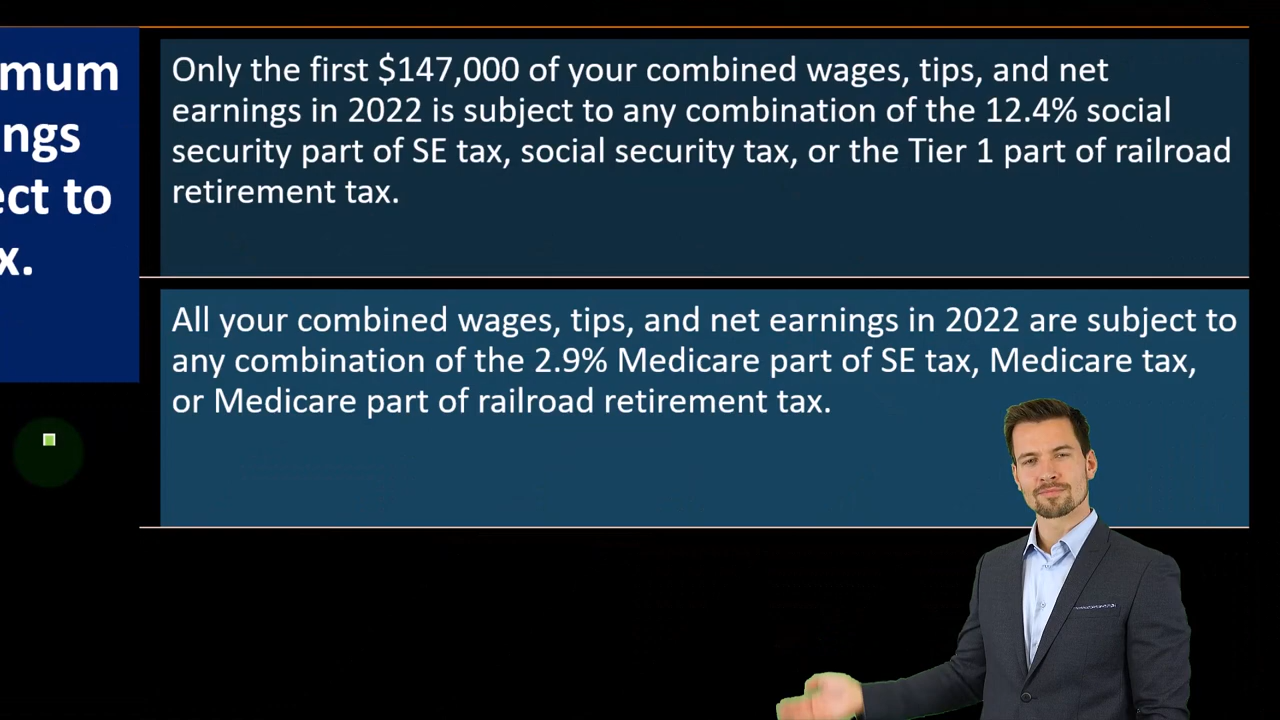 mum
ngs
ect to
x.
Only the first $147,000 of your combined wages, tips, and net
earnings in 2022 is subject to any combination of the 12.4% social
security part of SE tax, social security tax, or the Tier 1 part of railroad
retirement tax.
All your combined wages, tips, and net earnings in 2022 are subject to
any combination of the 2.9% Medicare part of SE tax, Medicare tax,
or Medicare part of railroad retirement tax.